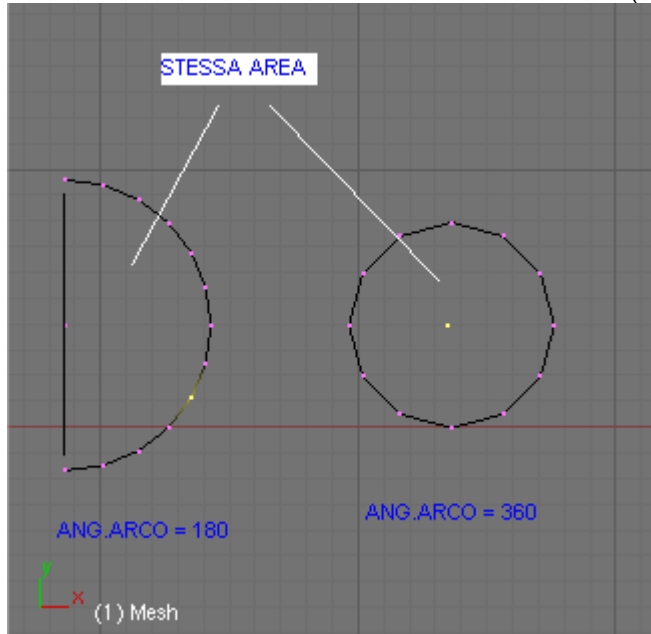 STESSA AREA
ANG.ARCO = 180
ANG.ARCO = 360
y
x
(1) Mesh